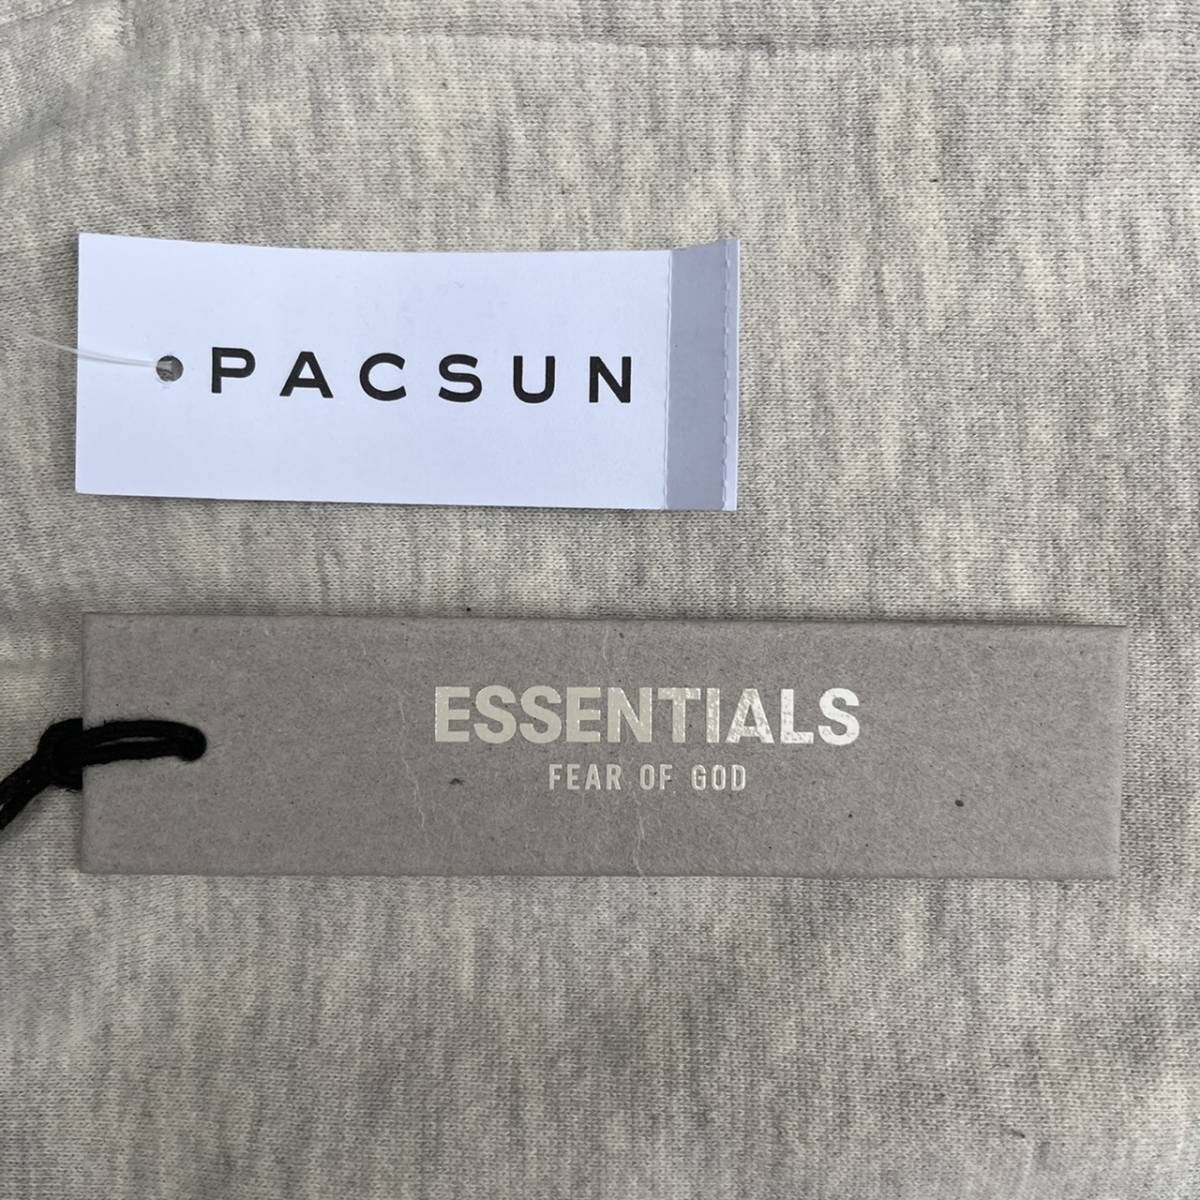 PACSUN
ESSENTIALS
FEAR OF GOD